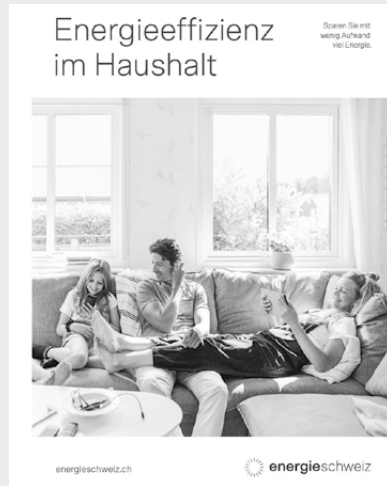 Energieeffizienz
im Haushalt
Sparen Sie mit
wenig Aufwand
viel Energie.
energieschweiz.ch
energieschweiz